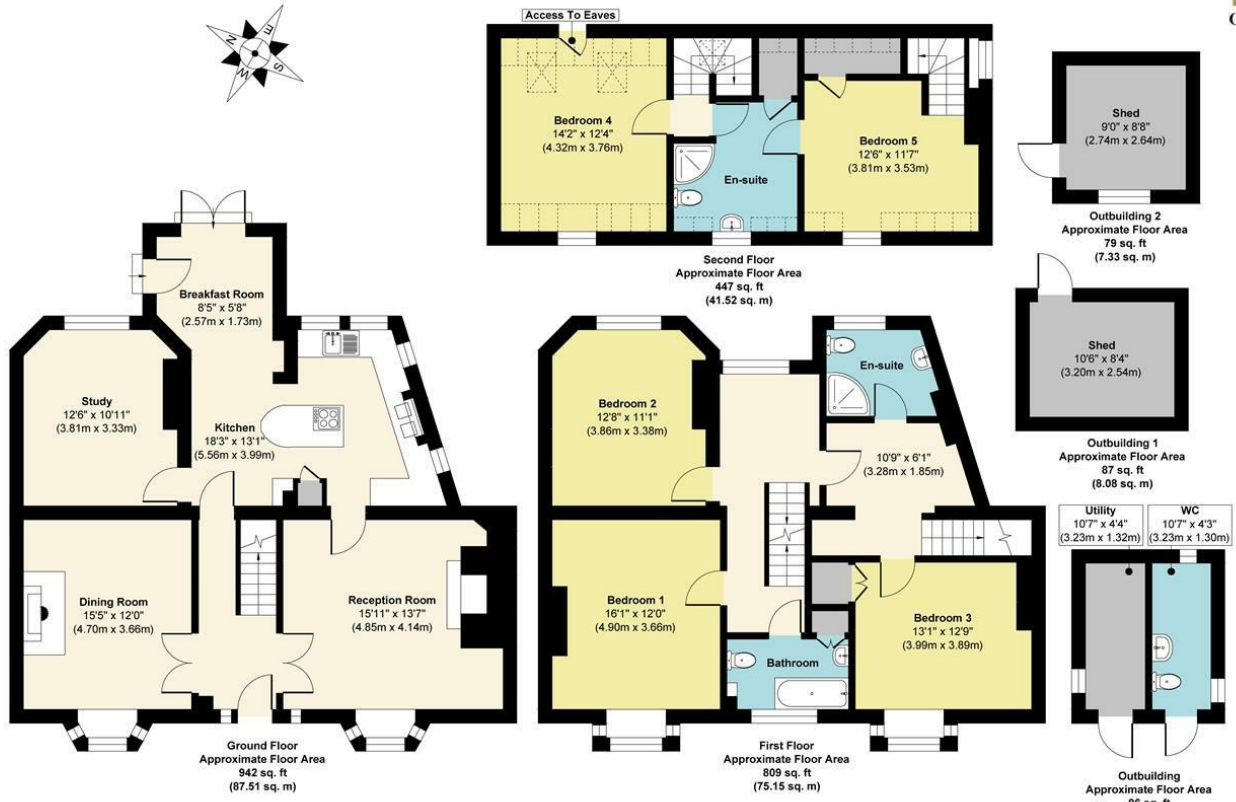 Access To Eaves
N
E
S
W
Bedroom 4
14'2" x 12'4"
(4.32m x 3.76m)
En-suite
Bedroom 5
12'6" x 11'7"
(3.81m x 3.53m)
Second Floor
Approximate Floor Area
447 sq. ft
(41.52 sq. m)
Shed
9'0" x 8'8"
(2.74m x 2.64m)
Outbuilding 2
Approximate Floor Area
79 sq. ft
(7.33 sq. m)
Breakfast Room
8'5" x 5'8"
(2.57m x 1.73m)
Study
12'6" x 10'11"
(3.81m x 3.33m)
Kitchen
18'3" x 13'1"
(5.56m x 3.99m)
Dining Room
15'5" x 12'0"
(4.70m x 3.66m)
Reception Room
15'11" x 13'7"
(4.85m x 4.14m)
Ground Floor
Approximate Floor Area
942 sq. ft
(87.51 sq. m)
Bedroom 2
12'8" x 11'1"
(3.86m x 3.38m)
En-suite
10'9" x 6'1"
(3.28m x 1.85m)
Bedroom 1
16'1" x 12'0"
(4.90m x 3.66m)
Bathroom
Bedroom 3
13'1" x 12'9"
(3.99m x 3.89m)
First Floor
Approximate Floor Area
809 sq. ft
(75.15 sq. m)
Shed
10'6" x 8'4"
(3.20m x 2.54m)
Outbuilding 1
Approximate Floor Area
87 sq. ft
(8.08 sq. m)
Utility
10'7" x 4'4"
(3.23m x 1.32m)
WC
10'7" x 4'3"
(3.23m x 1.30m)
Outbuilding
Approximate Floor Area